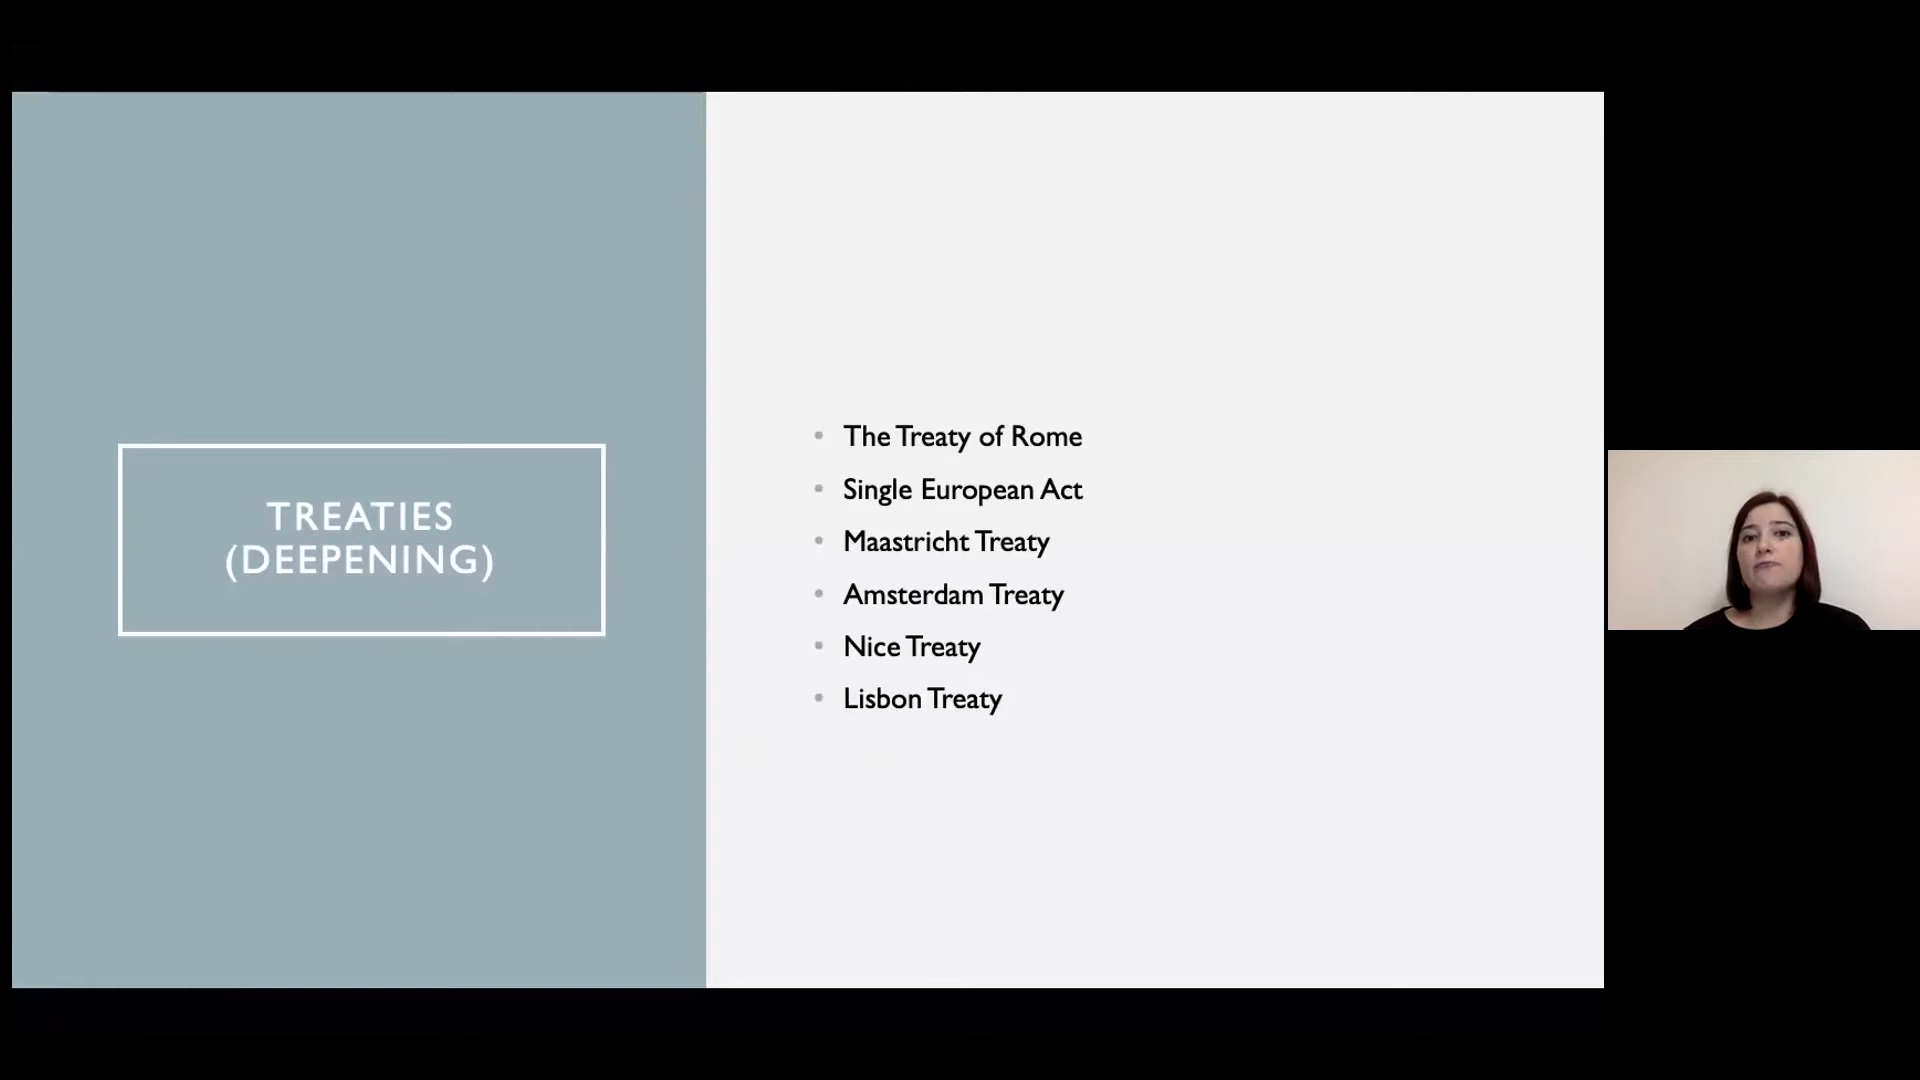 TREATIES
(DEEPENING)
The Treaty of Rome
Single European Act
Maastricht Treaty
Amsterdam Treaty
Nice Treaty
Lisbon Treaty